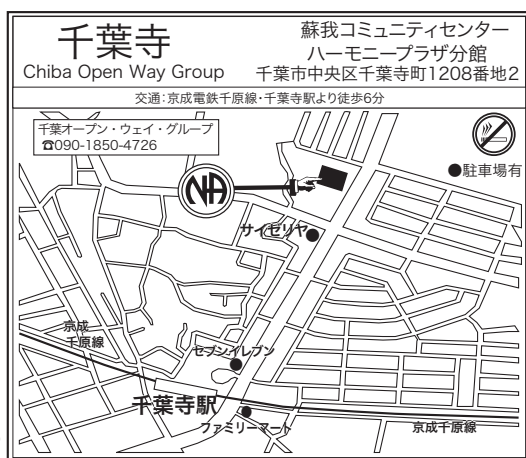 千葉寺
Chiba Open Way Group
蘇我コミュニティセンター
ハーモニープラザ分館
千葉市中央区千葉寺町1208番地2
交通：京成電鉄千原線・千葉寺駅より徒歩6分
千葉オープン・ウェイ・グループ
☎090-1850-4726
NA
●駐車場有
サイゼリヤ
京成
千原線
セブンイレブン
千葉寺駅
ファミリーマート
京成千原線